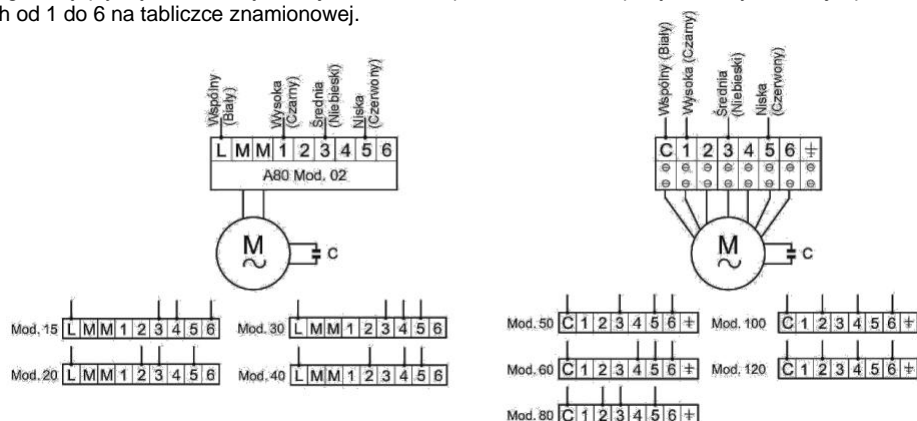 h od 1 do 6 na tabliczce znamionowej.
Wspólny (Biały)
Wysoka (Czarny)
Średnia (Niebieski)
Niska (Czerwony)
L M M 1 2 3 4 5 6
A80 Mod. 02
M
C
Mod. 15 L M M 1 2 3 4 5 6
Mod. 30 L M M 1 2 3 4 5 6
Mod. 20 L M M 1 2 3 4 5 6
Mod. 40 L M M 1 2 3 4 5 6
Wspólny (Biały)
Wysoka (Czarny)
Średnia (Niebieski)
Niska (Czerwony)
C 1 2 3 4 5 6
M
C
Mod. 50 C 1 2 3 4 5 6
Mod. 100 C 1 2 3 4 5 6
Mod. 60 C 1 2 3 4 5 6
Mod. 120 C 1 2 3 4 5 6
Mod. 80 C 1 2 3 4 5 6